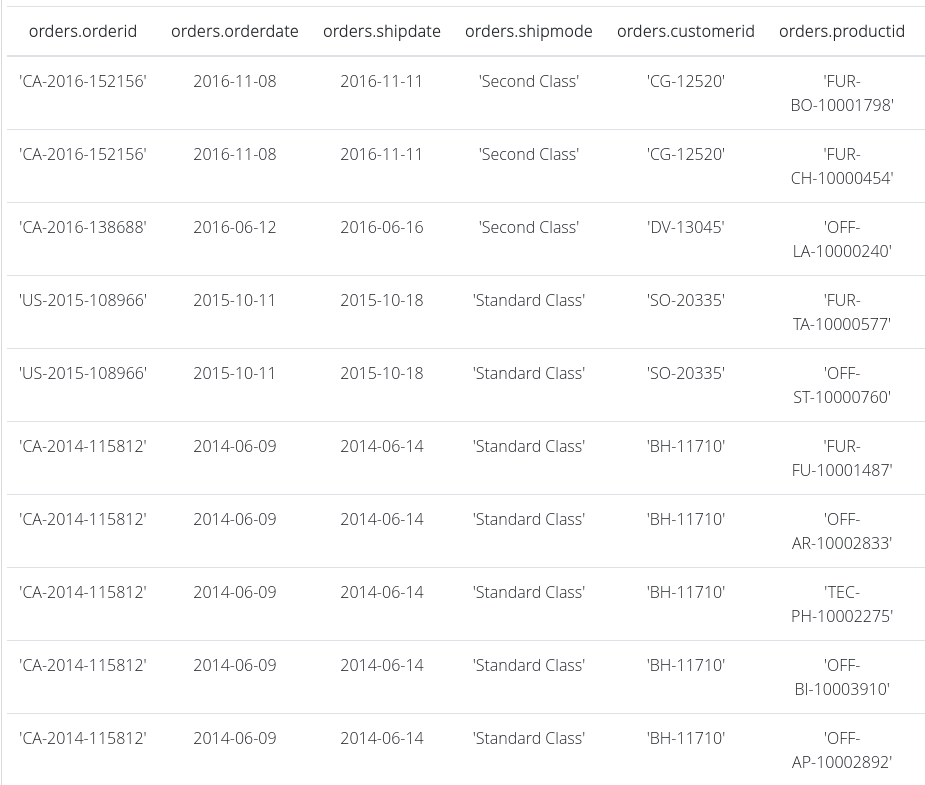 orders.orderid orders.orderdate orders.shipdate orders.shipmode orders.customerid orders.productid
'CA-2016-152156' 2016-11-08 2016-11-11 'Second Class' 'CG-12520' 'FUR-
BO-10001798'
'CA-2016-152156' 2016-11-08 2016-11-11 'Second Class' 'CG-12520' 'FUR-
CH-10000454'
'CA-2016-138688' 2016-06-12 2016-06-16 'Second Class' 'DV-13045' 'OFF-
LA-10000240'
'US-2015-108966' 2015-10-11 2015-10-18 'Standard Class' 'SO-20335' 'FUR-
TA-10000577'
'US-2015-108966' 2015-10-11 2015-10-18 'Standard Class' 'SO-20335' 'OFF-
ST-10000760'
'CA-2014-115812' 2014-06-09 2014-06-14 'Standard Class' 'BH-11710' 'FUR-
FU-10001487'
'CA-2014-115812' 2014-06-09 2014-06-14 'Standard Class' 'BH-11710' 'OFF-
AR-10002833'
'CA-2014-115812' 2014-06-09 2014-06-14 'Standard Class' 'BH-11710' 'TEC-
PH-10002275'
'CA-2014-115812' 2014-06-09 2014-06-14 'Standard Class' 'BH-11710' 'OFF-
BI-10003910'
'CA-2014-115812' 2014-06-09 2014-06-14 'Standard Class' 'BH-11710' 'OFF-
AP-10002892'